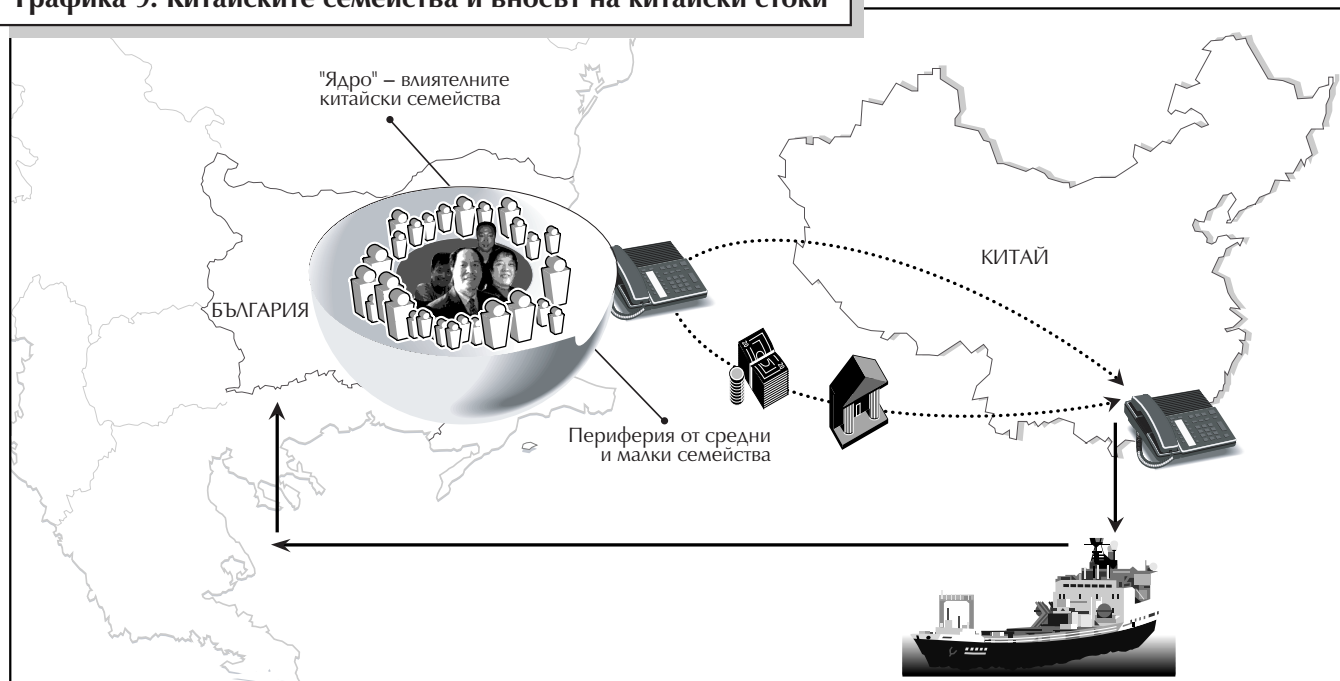 Графика 9. Китайските семейства и вносът на китайски стоки
"Ядро" – влиятелните
китайски семейства
КИТАЙ
БЪЛГАРИЯ
Периферия от средни
и малки семейства